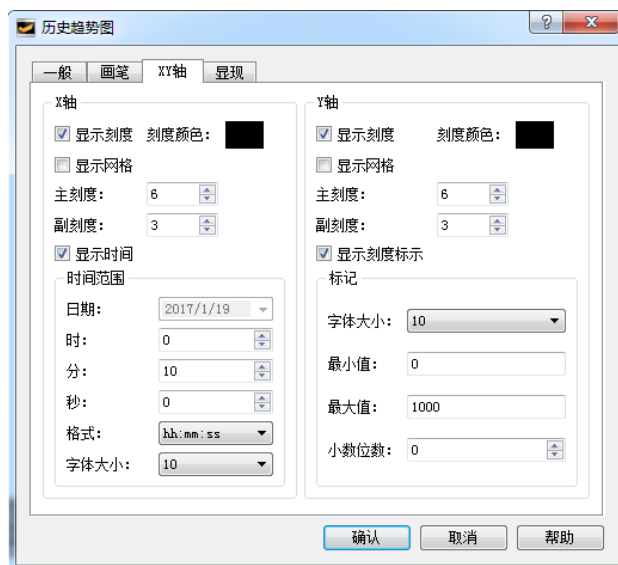 历史趋势图
一般 画笔 XY轴 显现
X轴
显示刻度 刻度颜色:
显示网格
主刻度: 6
副刻度: 3
显示时间
时间范围
日期: 2017/1/19
时: 0
分: 10
秒: 0
格式: hh:mm:ss
字体大小: 10
Y轴
显示刻度 刻度颜色:
显示网格
主刻度: 6
副刻度: 3
显示刻度标示
标记
字体大小: 10
最小值: 0
最大值: 1000
小数位数: 0
确认 取消 帮助